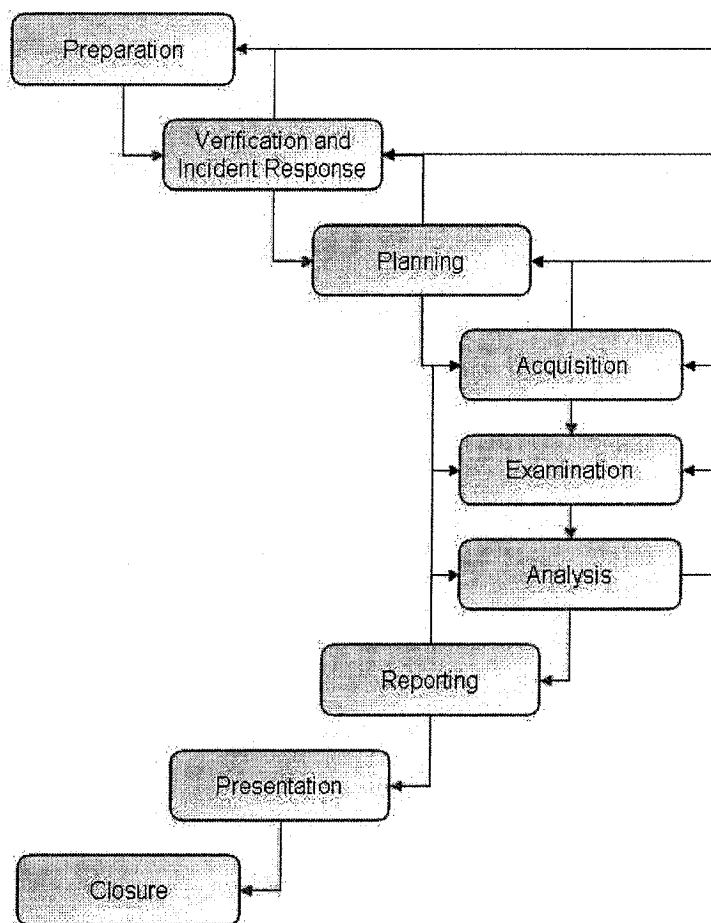 Preparation
Verification and
Incident Response
Planning
Acquisition
Examination
Analysis
Reporting
Presentation
Closure